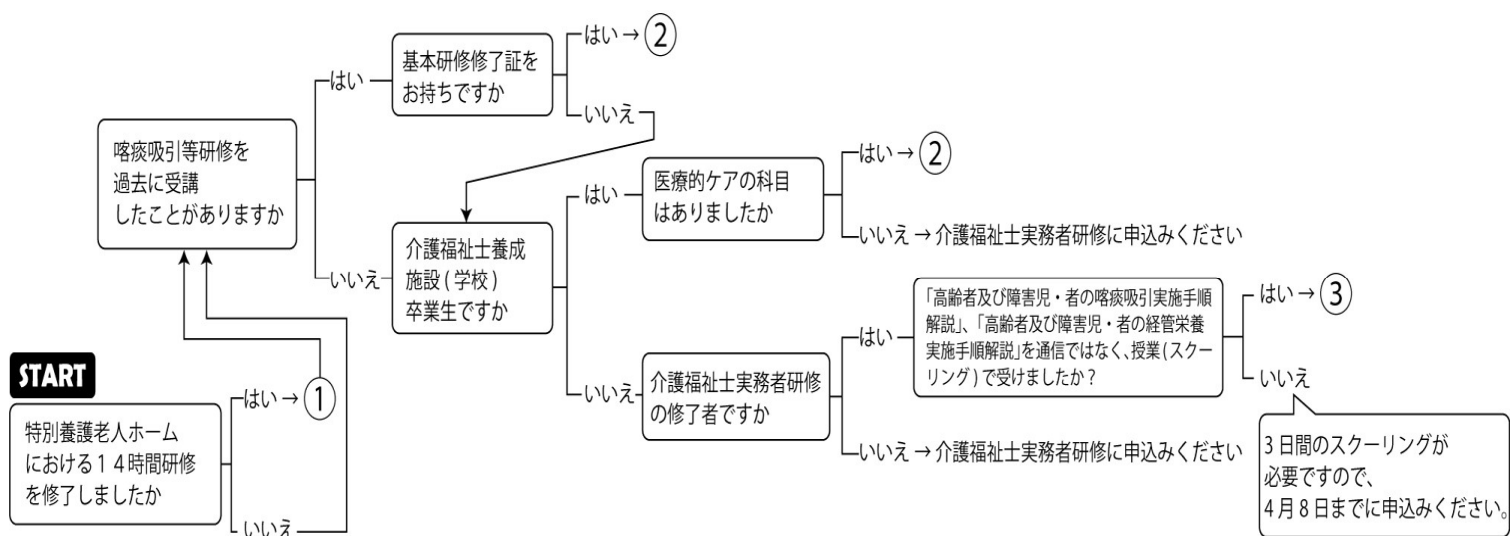 START
特別養護老人ホーム
における14時間研修
を修了しましたか
はい→①
いいえ
喀痰吸引等研修を
過去に受講
したことがありますか
はい
いいえ
基本研修修了証を
お持ちですか
はい→②
いいえ
介護福祉士養成
施設(学校)
卒業生ですか
はい
いいえ
医療的ケアの科目
はありましたか
はい→②
いいえ→介護福祉士実務者研修に申込みください
介護福祉士実務者研修
の修了者ですか
はい
いいえ→介護福祉士実務者研修に申込みください
「高齢者及び障害児・者の喀痰吸引実施手順
解説」、「高齢者及び障害児・者の経管栄養
実施手順解説」を通信ではなく、授業(スクー
リング)で受けましたか?
はい→③
いいえ
3日間のスクーリングが
必要ですので、
4月8日までに申込みください。